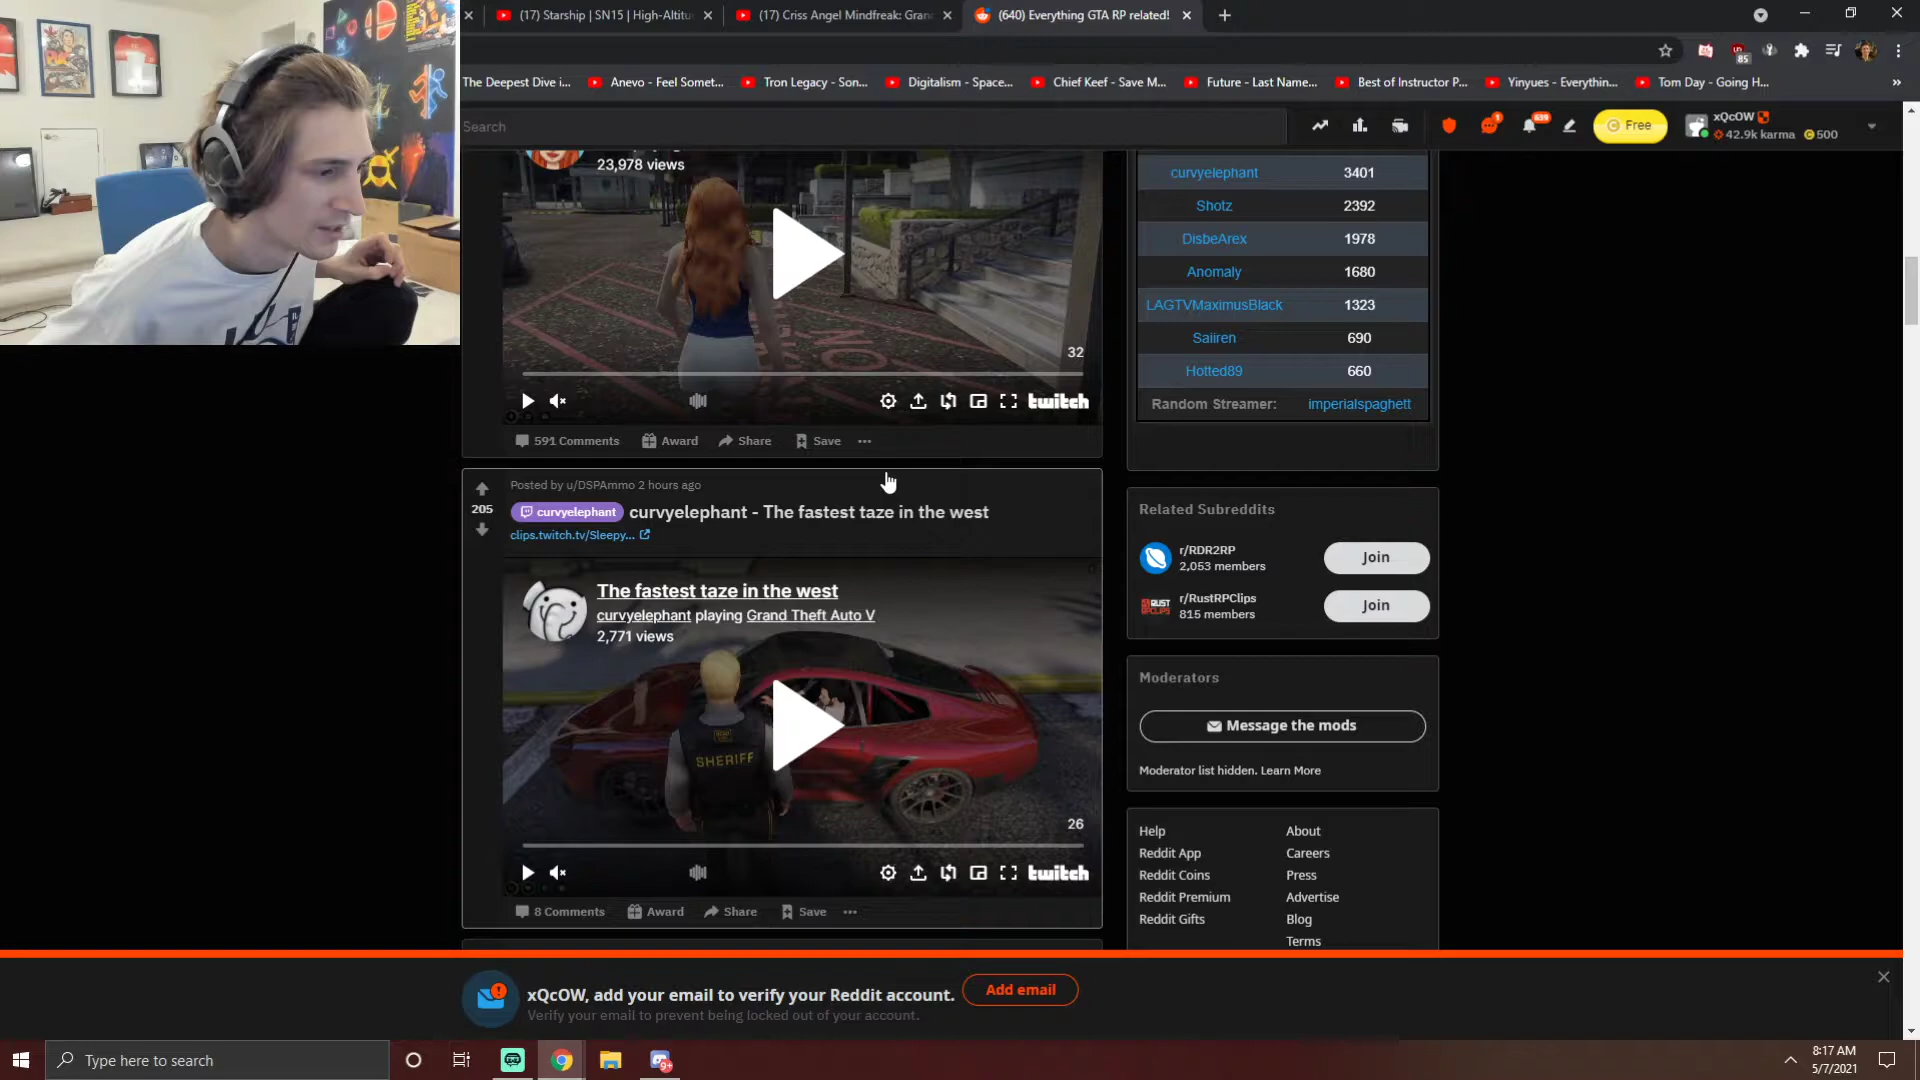 (17) Starship | SN15 | High-Altitu
(17) Criss Angel Mindfreak: Gran
(640) Everything GTA RP related!
85
The Deepest Dive i...
Anevo - Feel Somet...
Tron Legacy - Son...
Digitalism - Space...
Chief Keef - Save M...
Future - Last Name...
Best of Instructor P...
Yinyues - Everythin...
Tom Day - Going H...
»
Search
1
639
Free
xQcOW
42.9k karma
500
23,978 views
32
twitch
591 Comments
Award
Share
Save
Posted by u/DSPAmmo 2 hours ago
205
curvyelephant
curvyelephant - The fastest taze in the west
clips.twitch.tv/Sleepy...
The fastest taze in the west
curvyelephant playing Grand Theft Auto V
2,771 views
SHERIFF
26
twitch
8 Comments
Award
Share
Save
curvyelephant 3401
Shotz 2392
DisbeArex 1978
Anomaly 1680
LAGTVMaximusBlack 1323
Saiiren 690
Hotted89 660
Random Streamer: imperialspaghett
Related Subreddits
r/RDR2RP
2,053 members
Join
r/RustRPClips
815 members
Join
Moderators
Message the mods
Moderator list hidden. Learn More
Help About
Reddit App Careers
Reddit Coins Press
Reddit Premium Advertise
Reddit Gifts Blog
Terms
xQcOW, add your email to verify your Reddit account.
Add email
Verify your email to prevent being locked out of your account.
Type here to search
9+
8:17 AM
5/7/2021